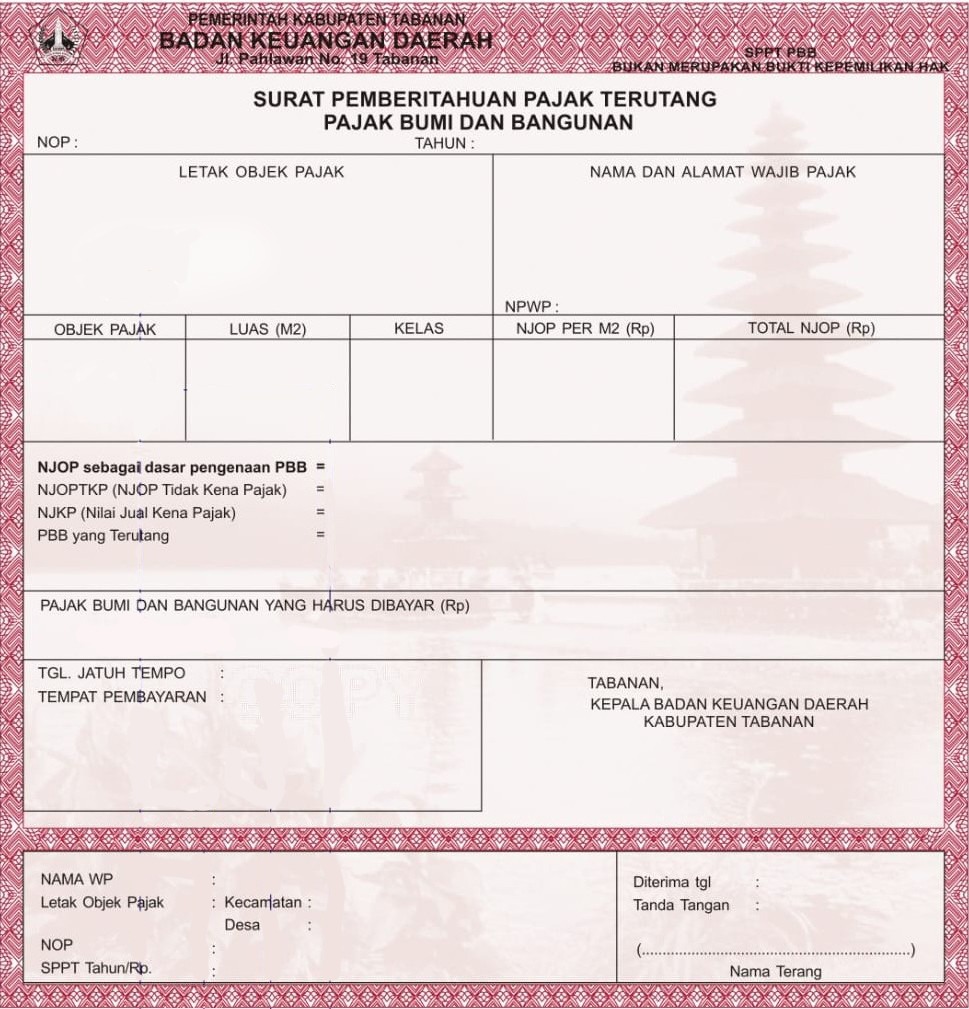 PEMERINTAH KABUPATEN TABANAN
BADAN KEUANGAN DAERAH
Jl. Pahlawan No. 19 Tabanan
SPPT PBB
BUKAN MERUPAKAN BUKTI KEPEMILIKAN HAK
SURAT PEMBERITAHUAN PAJAK TERUTANG
PAJAK BUMI DAN BANGUNAN
NOP : TAHUN :
LETAK OBJEK PAJAK NAMA DAN ALAMAT WAJIB PAJAK
NPWP :
OBJEK PAJAK LUAS (M2) KELAS NJOP PER M2 (Rp) TOTAL NJOP (Rp)
NJOP sebagai dasar pengenaan PBB =
NJOPTKP (NJOP Tidak Kena Pajak) =
NJKP (Nilai Jual Kena Pajak) =
PBB yang Terutang =
PAJAK BUMI DAN BANGUNAN YANG HARUS DIBAYAR (Rp)
TGL. JATUH TEMPO :
TEMPAT PEMBAYARAN :
TABANAN,
KEPALA BADAN KEUANGAN DAERAH
KABUPATEN TABANAN
NAMA WP :
Letak Objek Pajak : Kecamatan :
Desa :
NOP :
SPPT Tahun/Rp. :
Diterima tgl :
Tanda Tangan :
(..........................................................)
Nama Terang